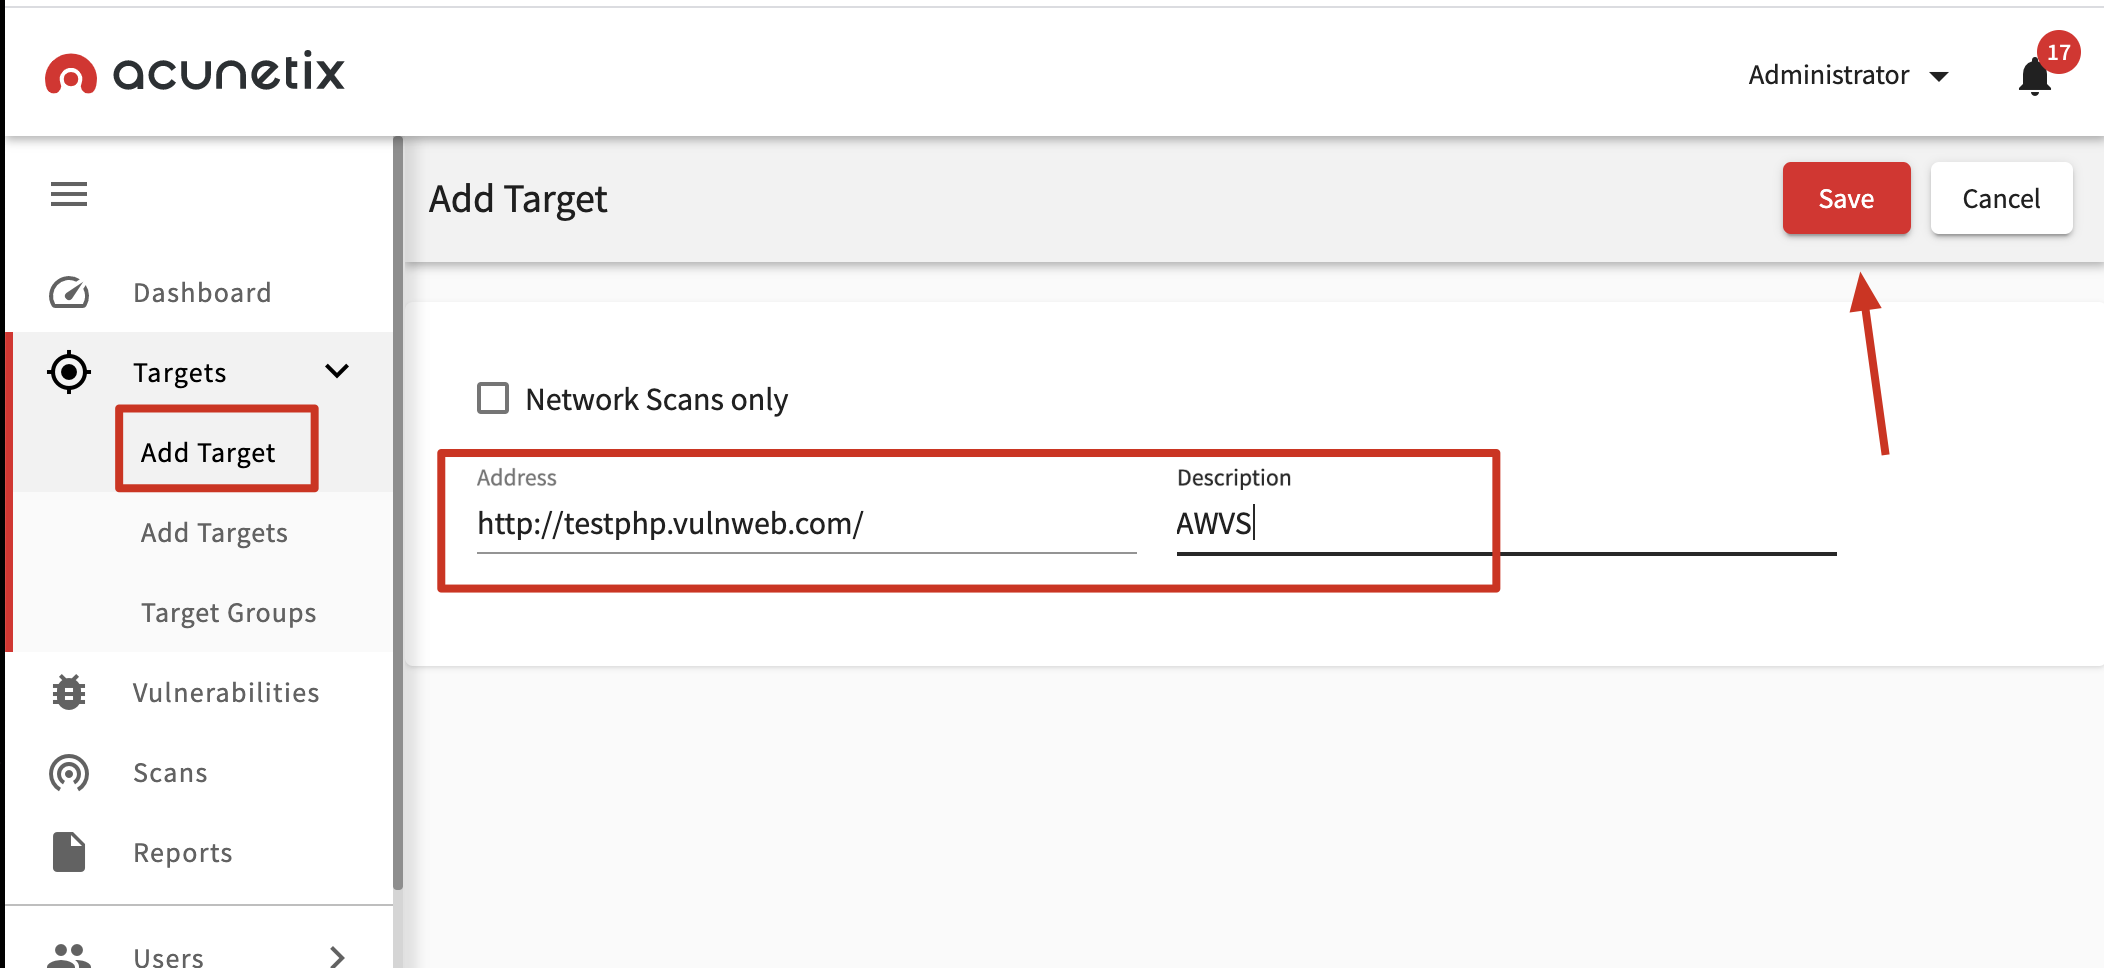 acunetix
Administrator
17
Add Target
Save
Cancel
Dashboard
Targets
Add Target
Add Targets
Target Groups
Vulnerabilities
Scans
Reports
Users
Network Scans only
Address
Description
http://testphp.vulnweb.com/
AWVS